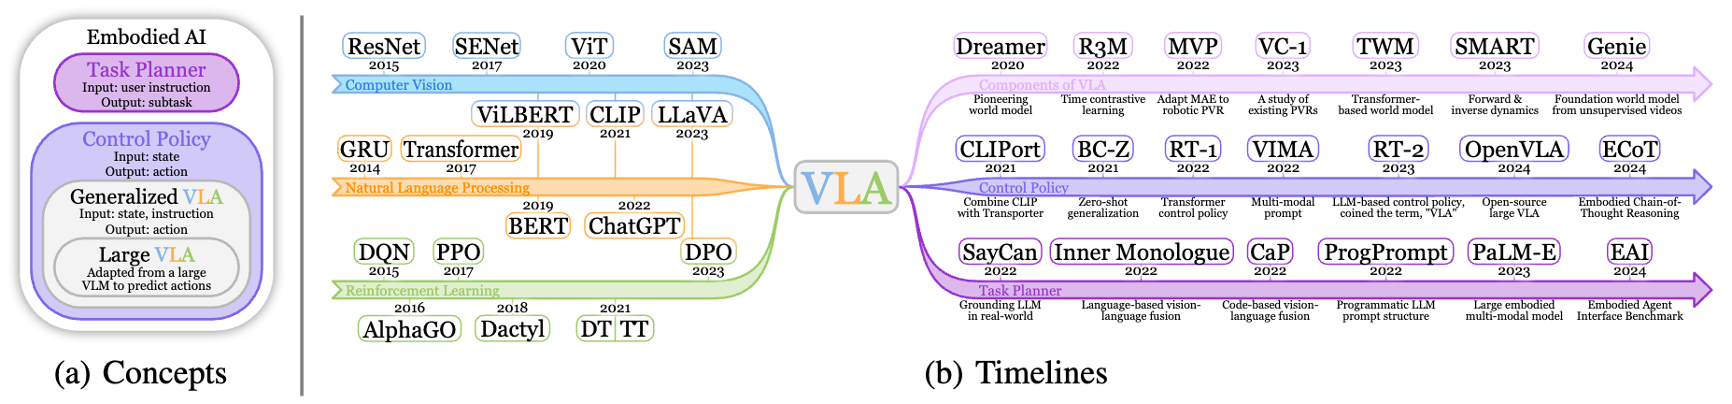 Embodied AI
Task Planner
Input: user instruction
Output: subtask
Control Policy
Input: state
Output: action
Generalized VLA
Input: state, instruction
Output: action
Large VLA
Adapted from a large
VLM to predict actions
(a) Concepts
ResNet SENet ViT SAM
2015 2017 2020 2023
Computer Vision
ViLBERT CLIP LLaVA
2019 2021 2023
GRU Transformer
2014 2017
Natural Language Processing
2019 2022
BERT ChatGPT
DQN PPO DPO
2015 2017 2023
Reinforcement Learning
2016 2018 2021
AlphaGO Dactyl DT TT
VLA
Dreamer R3M MVP VC-1 TWM SMART Genie
2020 2022 2022 2023 2023 2023 2024
Components of VLA
Pioneering Time contrastive Adapt MAE to A study of Transformer- Forward & Foundation world model
world model learning robotic PVR existing PVRs based world model inverse dynamics from unsupervised videos
CLIPort BC-Z RT-1 VIMA RT-2 OpenVLA ECoT
2021 2021 2022 2022 2023 2024 2024
Control Policy
Combine CLIP Zero-shot Transformer Multi-modal LLM-based control policy, Open-source Embodied Chain-of-
with Transporter generalization control policy prompt coined the term, "VLA" large VLA Thought Reasoning
SayCan Inner Monologue CaP ProgPrompt PaLM-E EAI
2022 2022 2022 2022 2023 2024
Task Planner
Grounding LLM Language-based vision- Code-based vision- Programmatic LLM Large embodied Embodied Agent
in real-world language fusion language fusion prompt structure multi-modal model Interface Benchmark
(b) Timelines